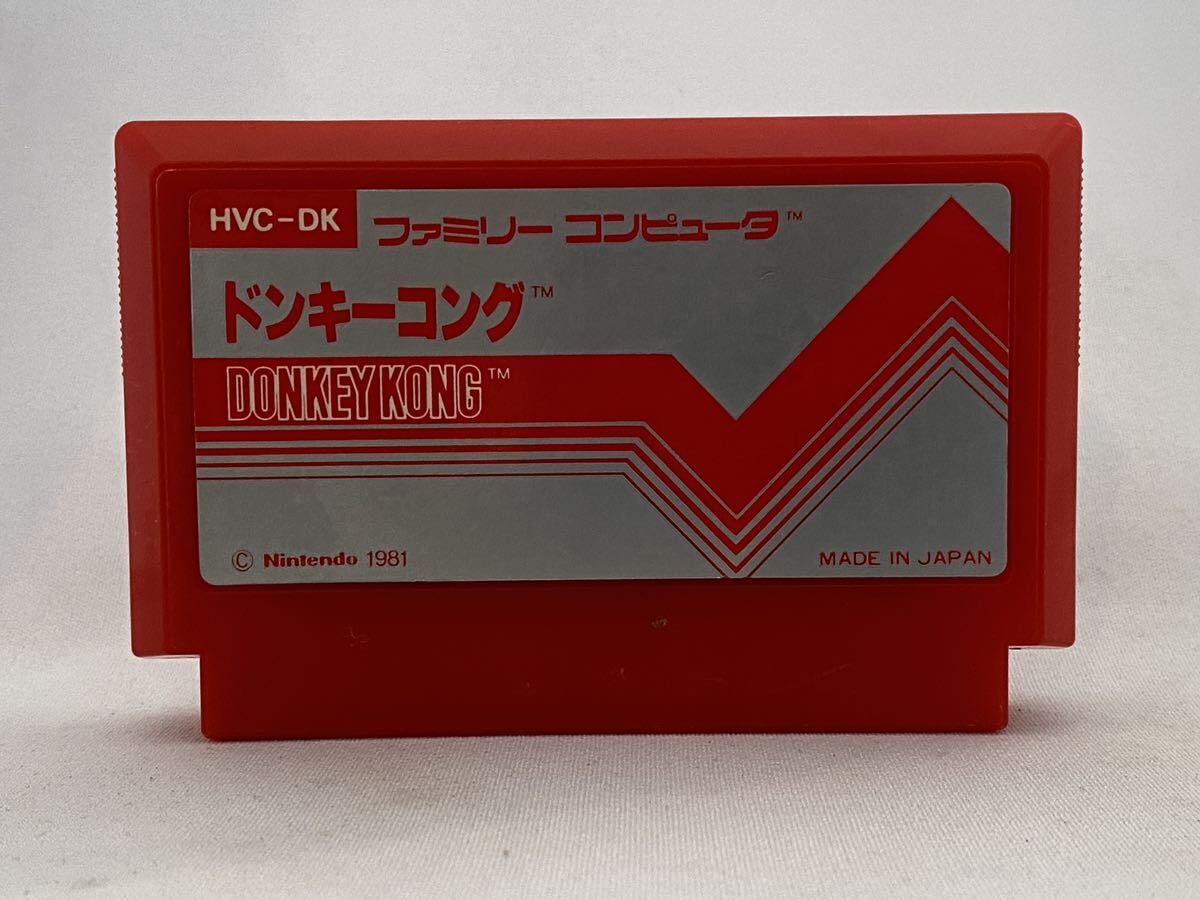 HVC-DK ファミリー コンピュータ™
ドンキーコング™
DONKEY KONG™
© Nintendo 1981
MADE IN JAPAN